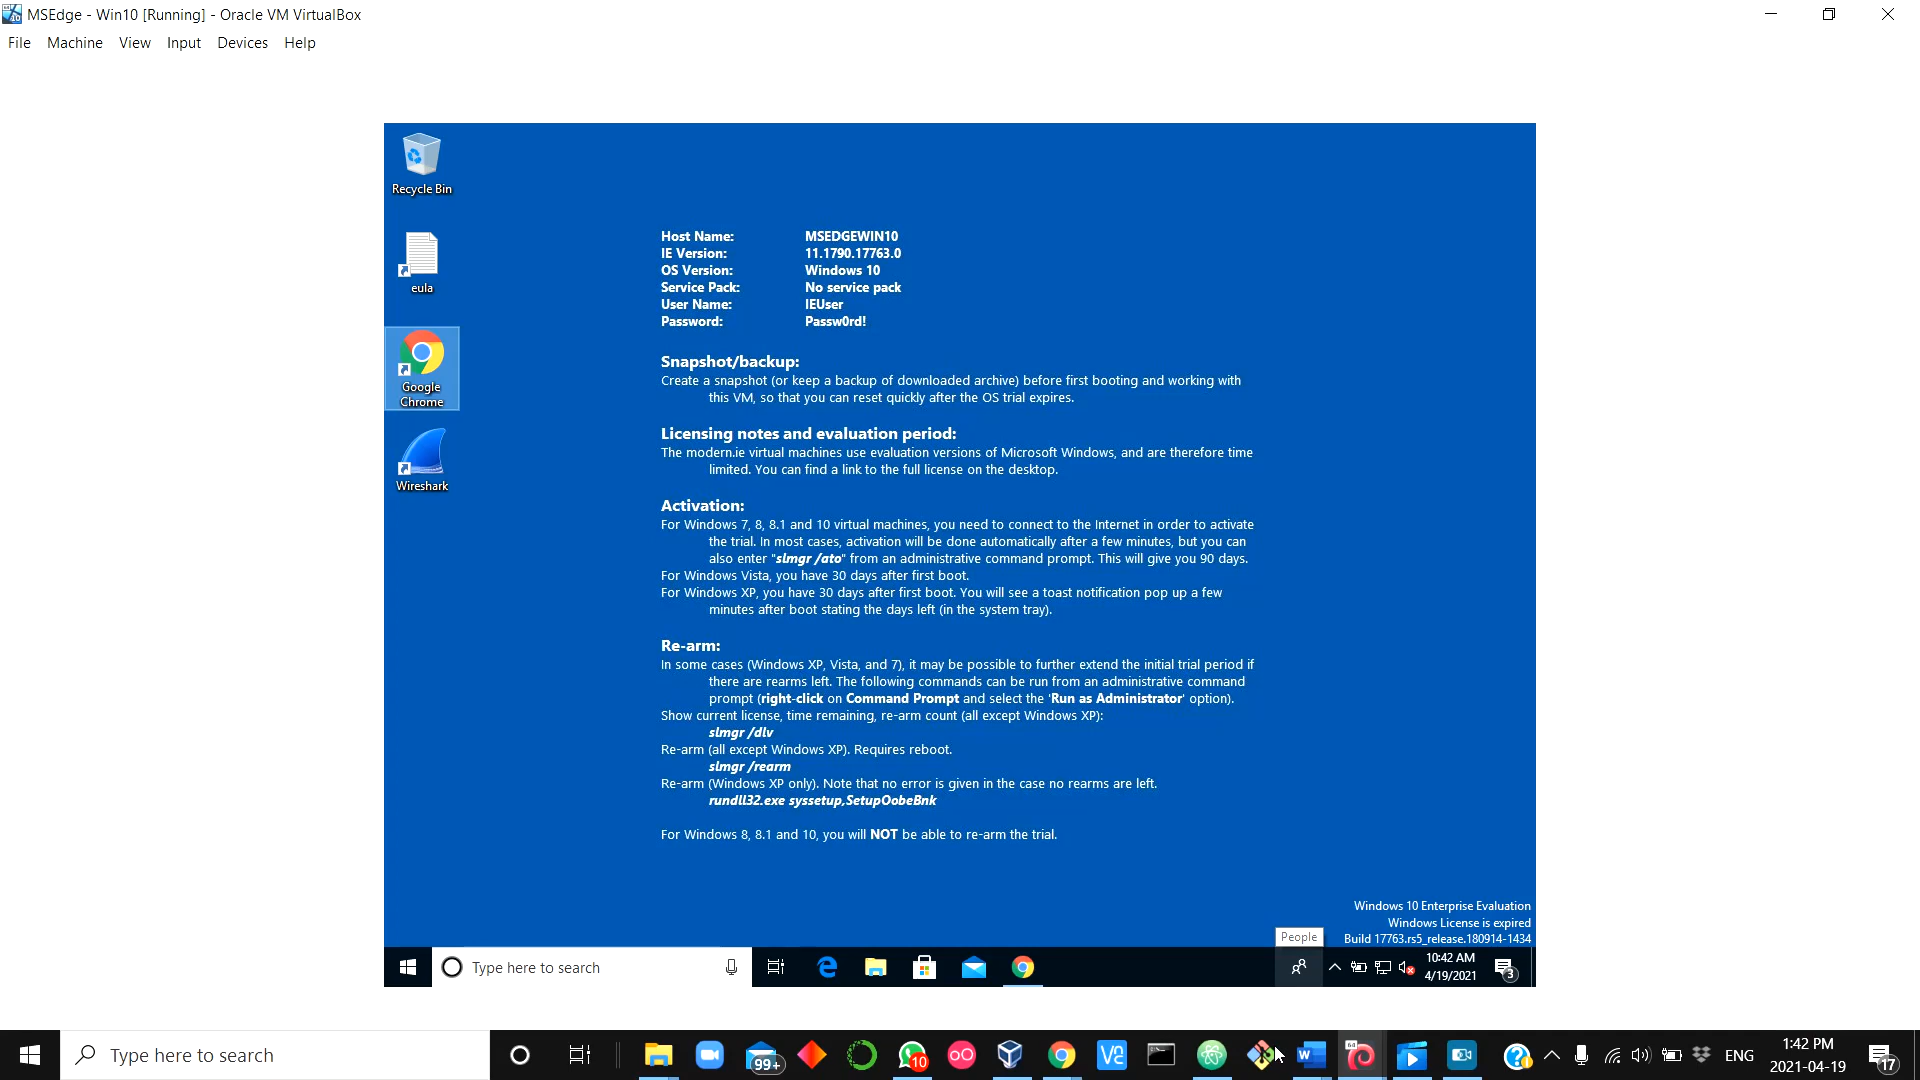 MSEdge - Win10 [Running] - Oracle VM VirtualBox
File Machine View Input Devices Help
Recycle Bin
eula
Google
Chrome
Wireshark
Host Name: MSEDGEWIN10
IE Version: 11.1790.17763.0
OS Version: Windows 10
Service Pack: No service pack
User Name: IEUser
Password: Passw0rd!
Snapshot/backup:
Create a snapshot (or keep a backup of downloaded archive) before first booting and working with
this VM, so that you can reset quickly after the OS trial expires.
Licensing notes and evaluation period:
The modern.ie virtual machines use evaluation versions of Microsoft Windows, and are therefore time
limited. You can find a link to the full license on the desktop.
Activation:
For Windows 7, 8, 8.1 and 10 virtual machines, you need to connect to the Internet in order to activate
the trial. In most cases, activation will be done automatically after a few minutes, but you can
also enter "slmgr /ato" from an administrative command prompt. This will give you 90 days.
For Windows Vista, you have 30 days after first boot.
For Windows XP, you have 30 days after first boot. You will see a toast notification pop up a few
minutes after boot stating the days left (in the system tray).
Re-arm:
In some cases (Windows XP, Vista, and 7), it may be possible to further extend the initial trial period if
there are rearms left. The following commands can be run from an administrative command
prompt (right-click on Command Prompt and select the 'Run as Administrator' option).
Show current license, time remaining, re-arm count (all except Windows XP):
slmgr /dlv
Re-arm (all except Windows XP). Requires reboot.
slmgr /rearm
Re-arm (Windows XP only). Note that no error is given in the case no rearms are left.
rundll32.exe syssetup,SetupOobeBnk
For Windows 8, 8.1 and 10, you will NOT be able to re-arm the trial.
Windows 10 Enterprise Evaluation
Windows License is expired
Build 17763.rs5_release.180914-1434
People
Type here to search
10:42 AM
4/19/2021
3
Type here to search
99+
10
ENG
1:42 PM
2021-04-19
17